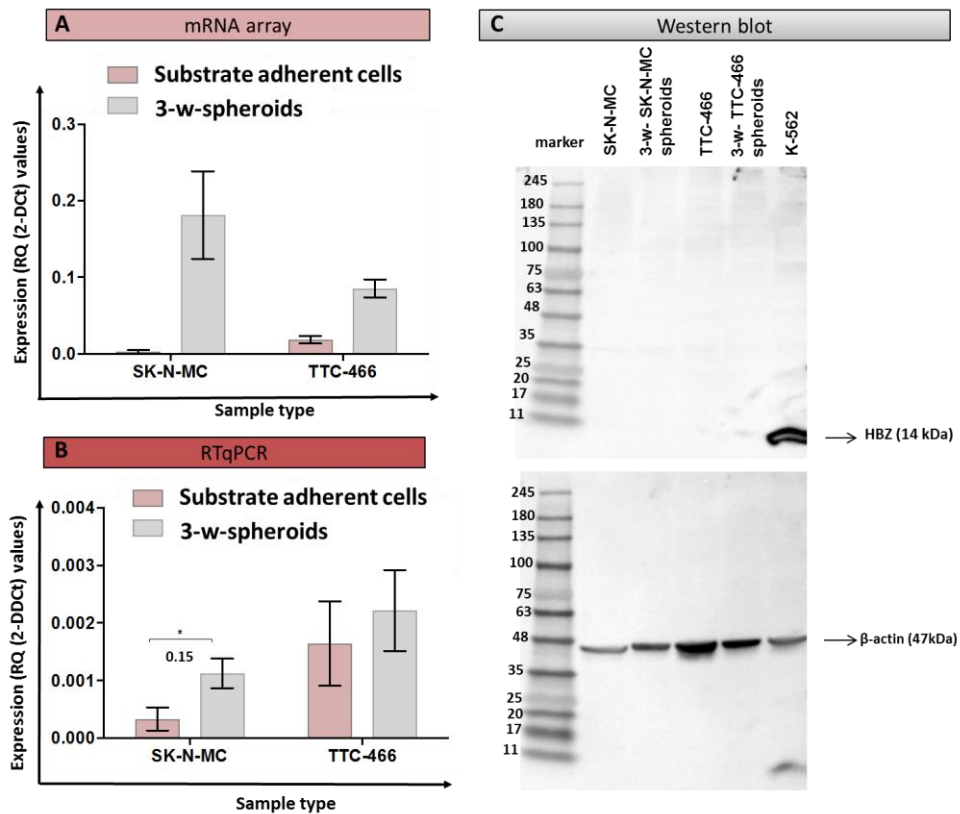 A mRNA array
Substrate adherent cells
3-w-spheroids
Expression (RQ (2-DCt) values)
0.3
0.2
0.1
0.0
SK-N-MC TTC-466
Sample type
B RTqPCR
Substrate adherent cells
3-w-spheroids
Expression (RQ (2-DDCt) values)
0.004
0.003
0.002
0.001
0.000
*
0.15
SK-N-MC TTC-466
Sample type
C Western blot
marker
SK-N-MC
3-w- SK-N-MC
spheroids
TTC-466
3-w- TTC-466
spheroids
K-562
245
180
135
100
75
63
48
35
25
20
17
11
HBZ (14 kDa)
245
180
135
100
75
63
48
35
25
20
17
11
β-actin (47kDa)